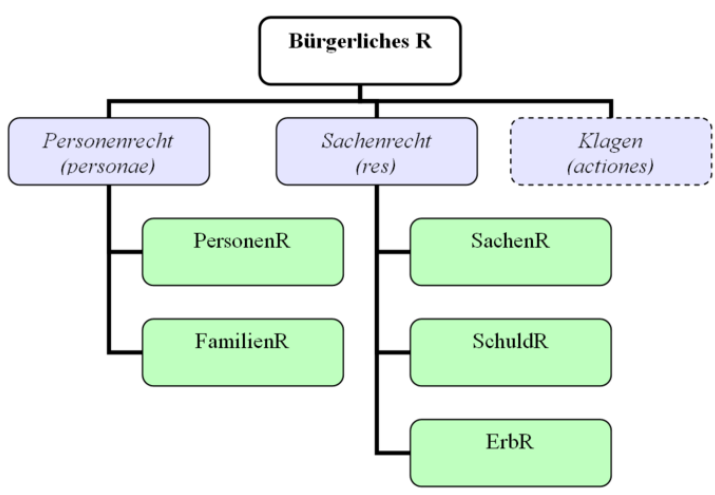 Bürgerliches R
Personenrecht
(personae)
Sachenrecht
(res)
Klagen
(actiones)
PersonenR
SachenR
FamilienR
SchuldR
ErbR